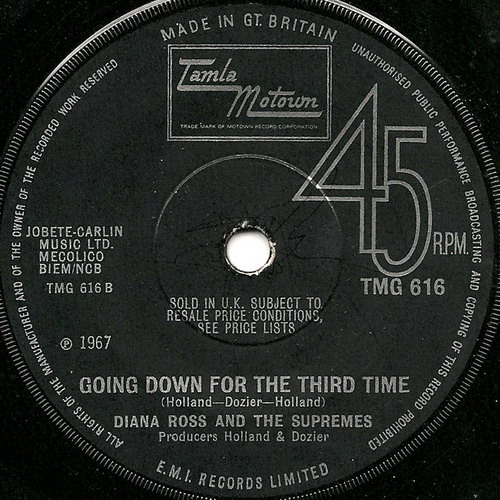 MADE IN GT. BRITAIN
UNAUTHORISED PUBLIC PERFORMANCE BROADCASTING AND COPYING OF THIS RECORD PROHIBITED
ALL RIGHTS OF THE MANUFACTURER AND OF THE OWNER OF THE RECORDED WORK RESERVED
Tamla
Motown
TRADE MARK OF MOTOWN RECORD CORPORATION
45
R.P.M.
TMG 616
JOBETE-CARLIN
MUSIC LTD.
MECOLICO
BIEM/NCB
TMG 616 B
SOLD IN U.K. SUBJECT TO
RESALE PRICE CONDITIONS,
SEE PRICE LISTS
℗ 1967
GOING DOWN FOR THE THIRD TIME
(Holland—Dozier—Holland)
DIANA ROSS AND THE SUPREMES
Producers Holland & Dozier
E.M.I. RECORDS LIMITED